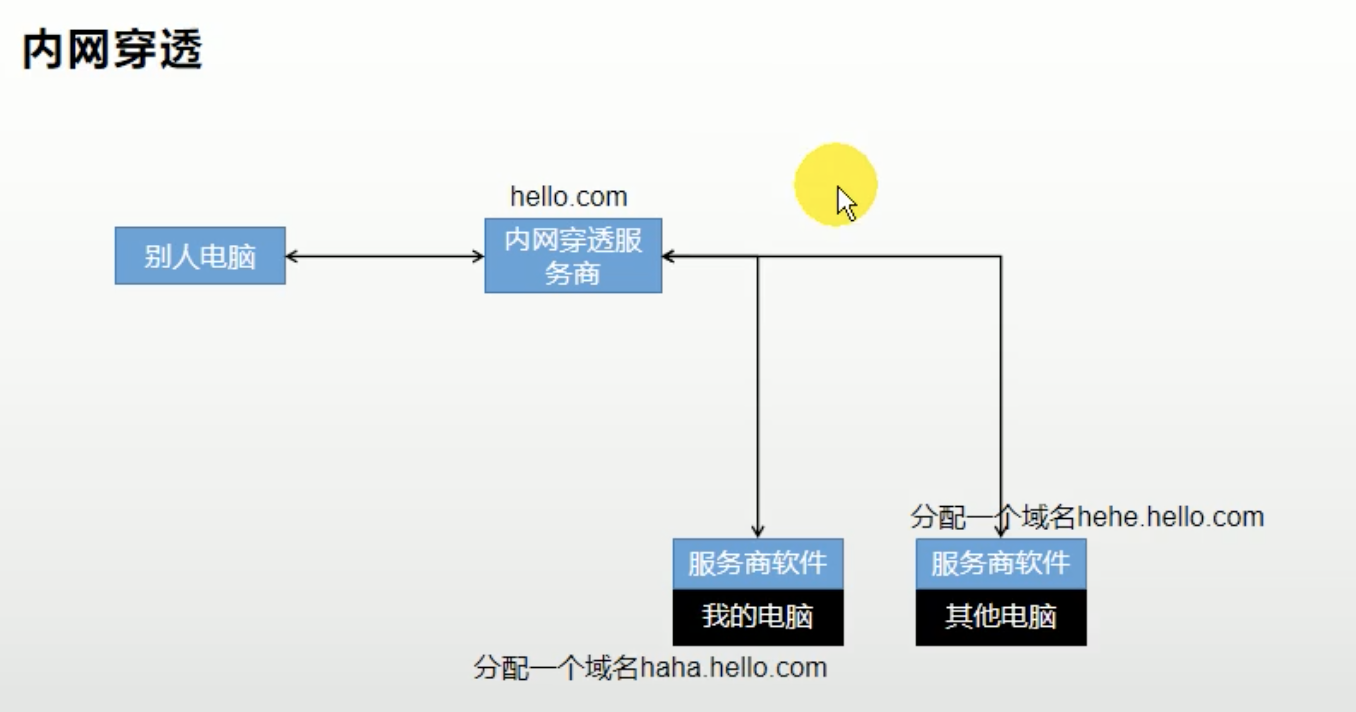 内网穿透
hello.com
别人电脑
内网穿透服
务商
分配一个域名hehe.hello.com
服务商软件
服务商软件
我的电脑
其他电脑
分配一个域名haha.hello.com